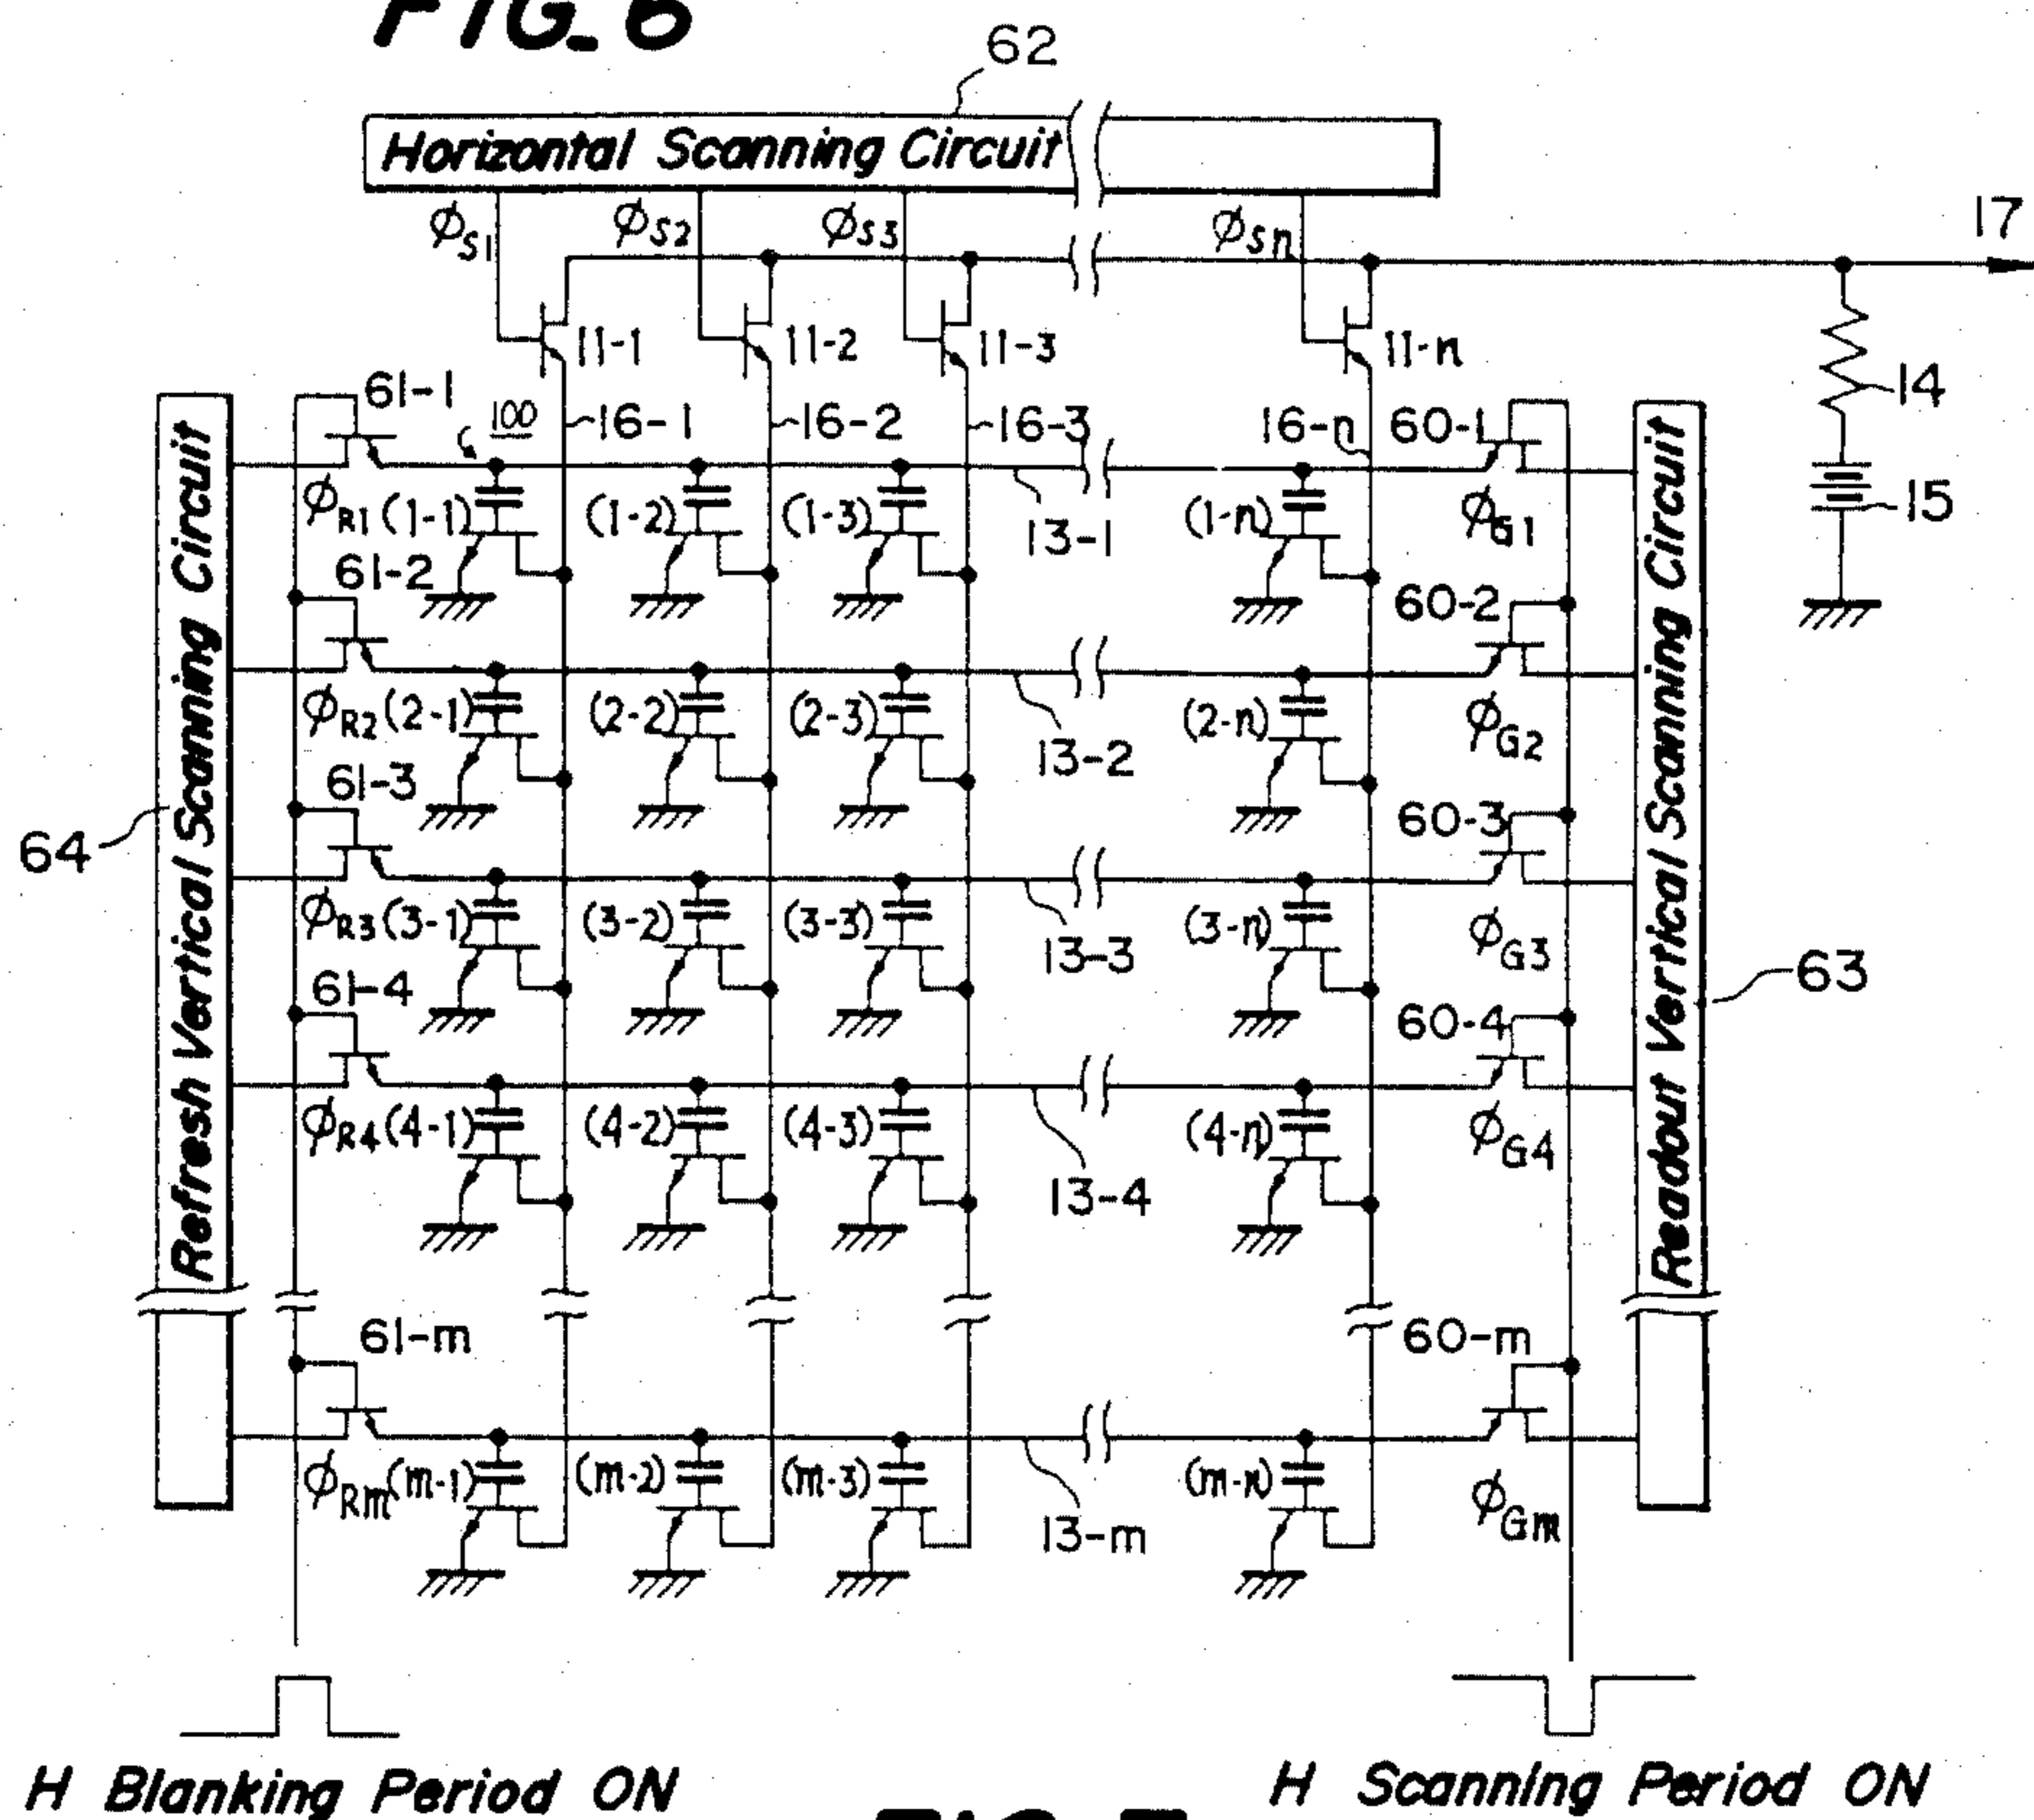 FIG. 6
62
Horizontal Scanning Circuit
φS1 φS2 φS3 φSn
17
11-1 11-2 11-3 11-n
14
61-1 100 16-1 16-2 16-3 16-n 60-1
15
φR1 (1-1) (1-2) (1-3) 13-1 (1-n) φG1
61-2 60-2
φR2 (2-1) (2-2) (2-3) 13-2 (2-n) φG2
61-3 60-3
64
Refresh Vertical Scanning Circuit
Readout Vertical Scanning Circuit
63
φR3 (3-1) (3-2) (3-3) 13-3 (3-n) φG3
61-4 60-4
φR4 (4-1) (4-2) (4-3) 13-4 (4-n) φG4
61-m 60-m
φRm (m-1) (m-2) (m-3) 13-m (m-n) φGm
H Blanking Period ON
H Scanning Period ON